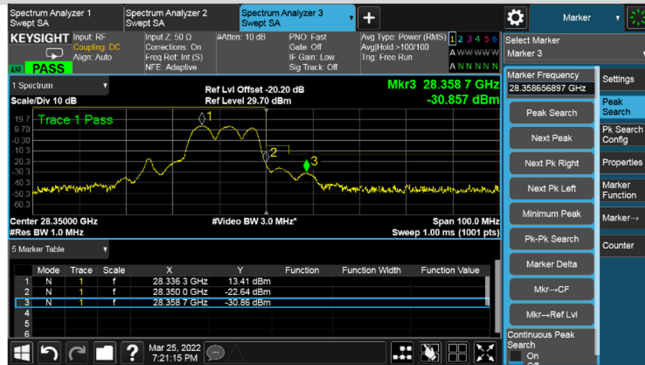 Spectrum Analyzer 1
Swept SA
Spectrum Analyzer 2
Swept SA
Spectrum Analyzer 3
Swept SA
Marker
KEYSIGHT
Input: RF
Coupling: DC
Align: Auto
Input Z: 50 Ω
Corrections: On
Freq Ref: Int (S)
NFE: Adaptive
#Atten: 10 dB
PNO: Fast
Gate: Off
IF Gain: Low
Sig Track: Off
Avg Type: Power (RMS)
Avg|Hold:>100/100
Trig: Free Run
1 2 3 4 5 6
A W W W W W
A N N N N N
PASS
1 Spectrum
Scale/Div 10 dB
Ref Lvl Offset -20.20 dB
Ref Level 29.70 dBm
Mkr3 28.358 7 GHz
-30.857 dBm
Trace 1 Pass
19.7
9.70
-0.30
-10.3
-20.3
-30.3
-40.3
-50.3
-60.3
1
2
3
Center 28.35000 GHz
#Res BW 1.0 MHz
#Video BW 3.0 MHz*
Span 100.0 MHz
Sweep 1.00 ms (1001 pts)
5 Marker Table
Mode Trace Scale X Y Function Function Width Function Value
1 N 1 f 28.336 3 GHz 13.41 dBm
2 N 1 f 28.350 0 GHz -22.64 dBm
3 N 1 f 28.358 7 GHz -30.86 dBm
4
5
6
Mar 25, 2022
7:21:15 PM
Select Marker
Marker 3
Marker Frequency
28.358656897 GHz
Peak Search
Next Peak
Next Pk Right
Next Pk Left
Minimum Peak
Pk-Pk Search
Marker Delta
Mkr→CF
Mkr→Ref Lvl
Continuous Peak
Search
On
Off
Settings
Peak
Search
Pk Search
Config
Properties
Marker
Function
Marker→
Counter